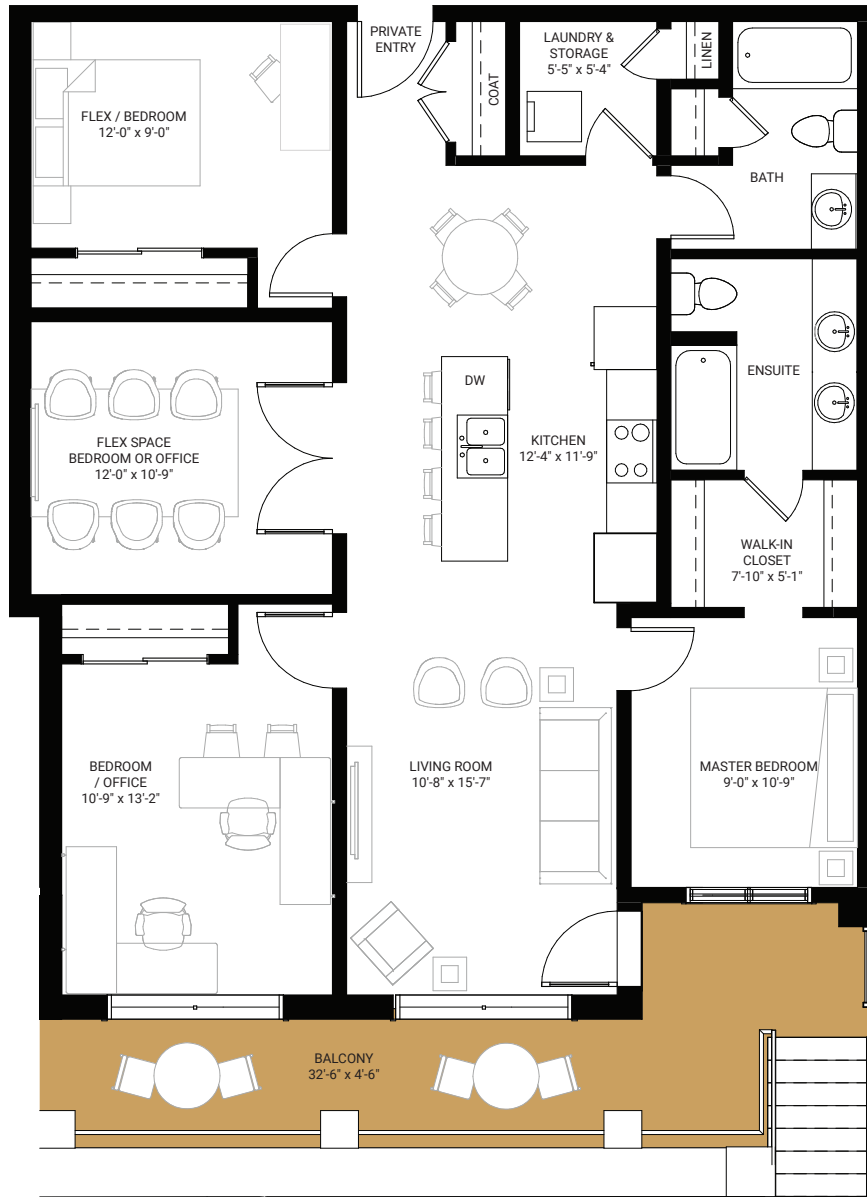 PRIVATE
ENTRY
COAT
LAUNDRY &
STORAGE
5'-5" x 5'-4"
LINEN
FLEX / BEDROOM
12'-0" x 9'-0"
BATH
ENSUITE
DW
KITCHEN
12'-4" x 11'-9"
FLEX SPACE
BEDROOM OR OFFICE
12'-0" x 10'-9"
WALK-IN
CLOSET
7'-10" x 5'-1"
BEDROOM
/ OFFICE
10'-9" x 13'-2"
LIVING ROOM
10'-8" x 15'-7"
MASTER BEDROOM
9'-0" x 10'-9"
BALCONY
32'-6" x 4'-6"